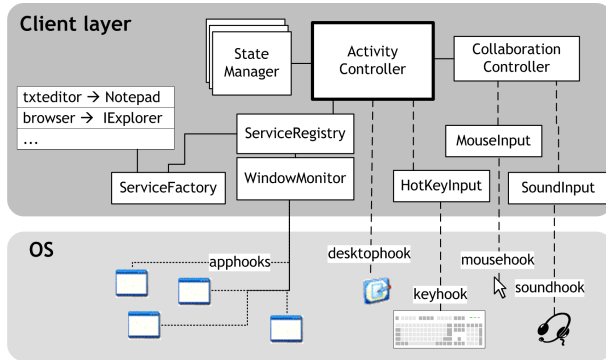 Client layer
State
Manager
Activity
Controller
Collaboration
Controller
txteditor → Notepad
browser → IExplorer
...
ServiceRegistry
MouseInput
ServiceFactory
WindowMonitor
HotKeyInput
SoundInput
OS
apphooks
desktophook
mousehook
keyhook
soundhook